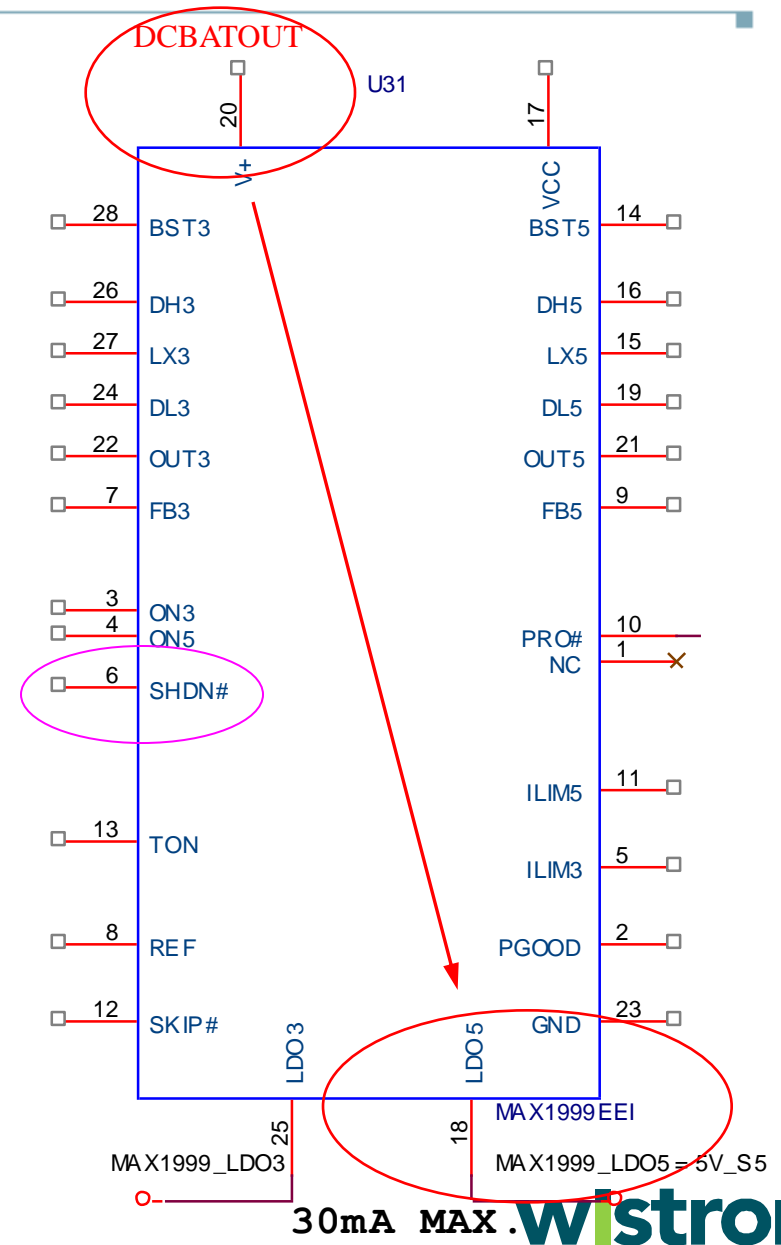 DCBATOUT
U31
20
17
V+
VCC
28 BST3
BST5 14
26 DH3
DH5 16
27 LX3
LX5 15
24 DL3
DL5 19
22 OUT3
OUT5 21
7 FB3
FB5 9
3 ON3
4 ON5
PRO# 10
NC 1
6 SHDN#
ILIM5 11
13 TON
ILIM3 5
8 REF
PGOOD 2
12 SKIP#
GND 23
LDO3
LDO5
MAX1999EEI
25
18
MAX1999_LDO3
MAX1999_LDO5 = 5V_S5
30mA MAX.
wistron